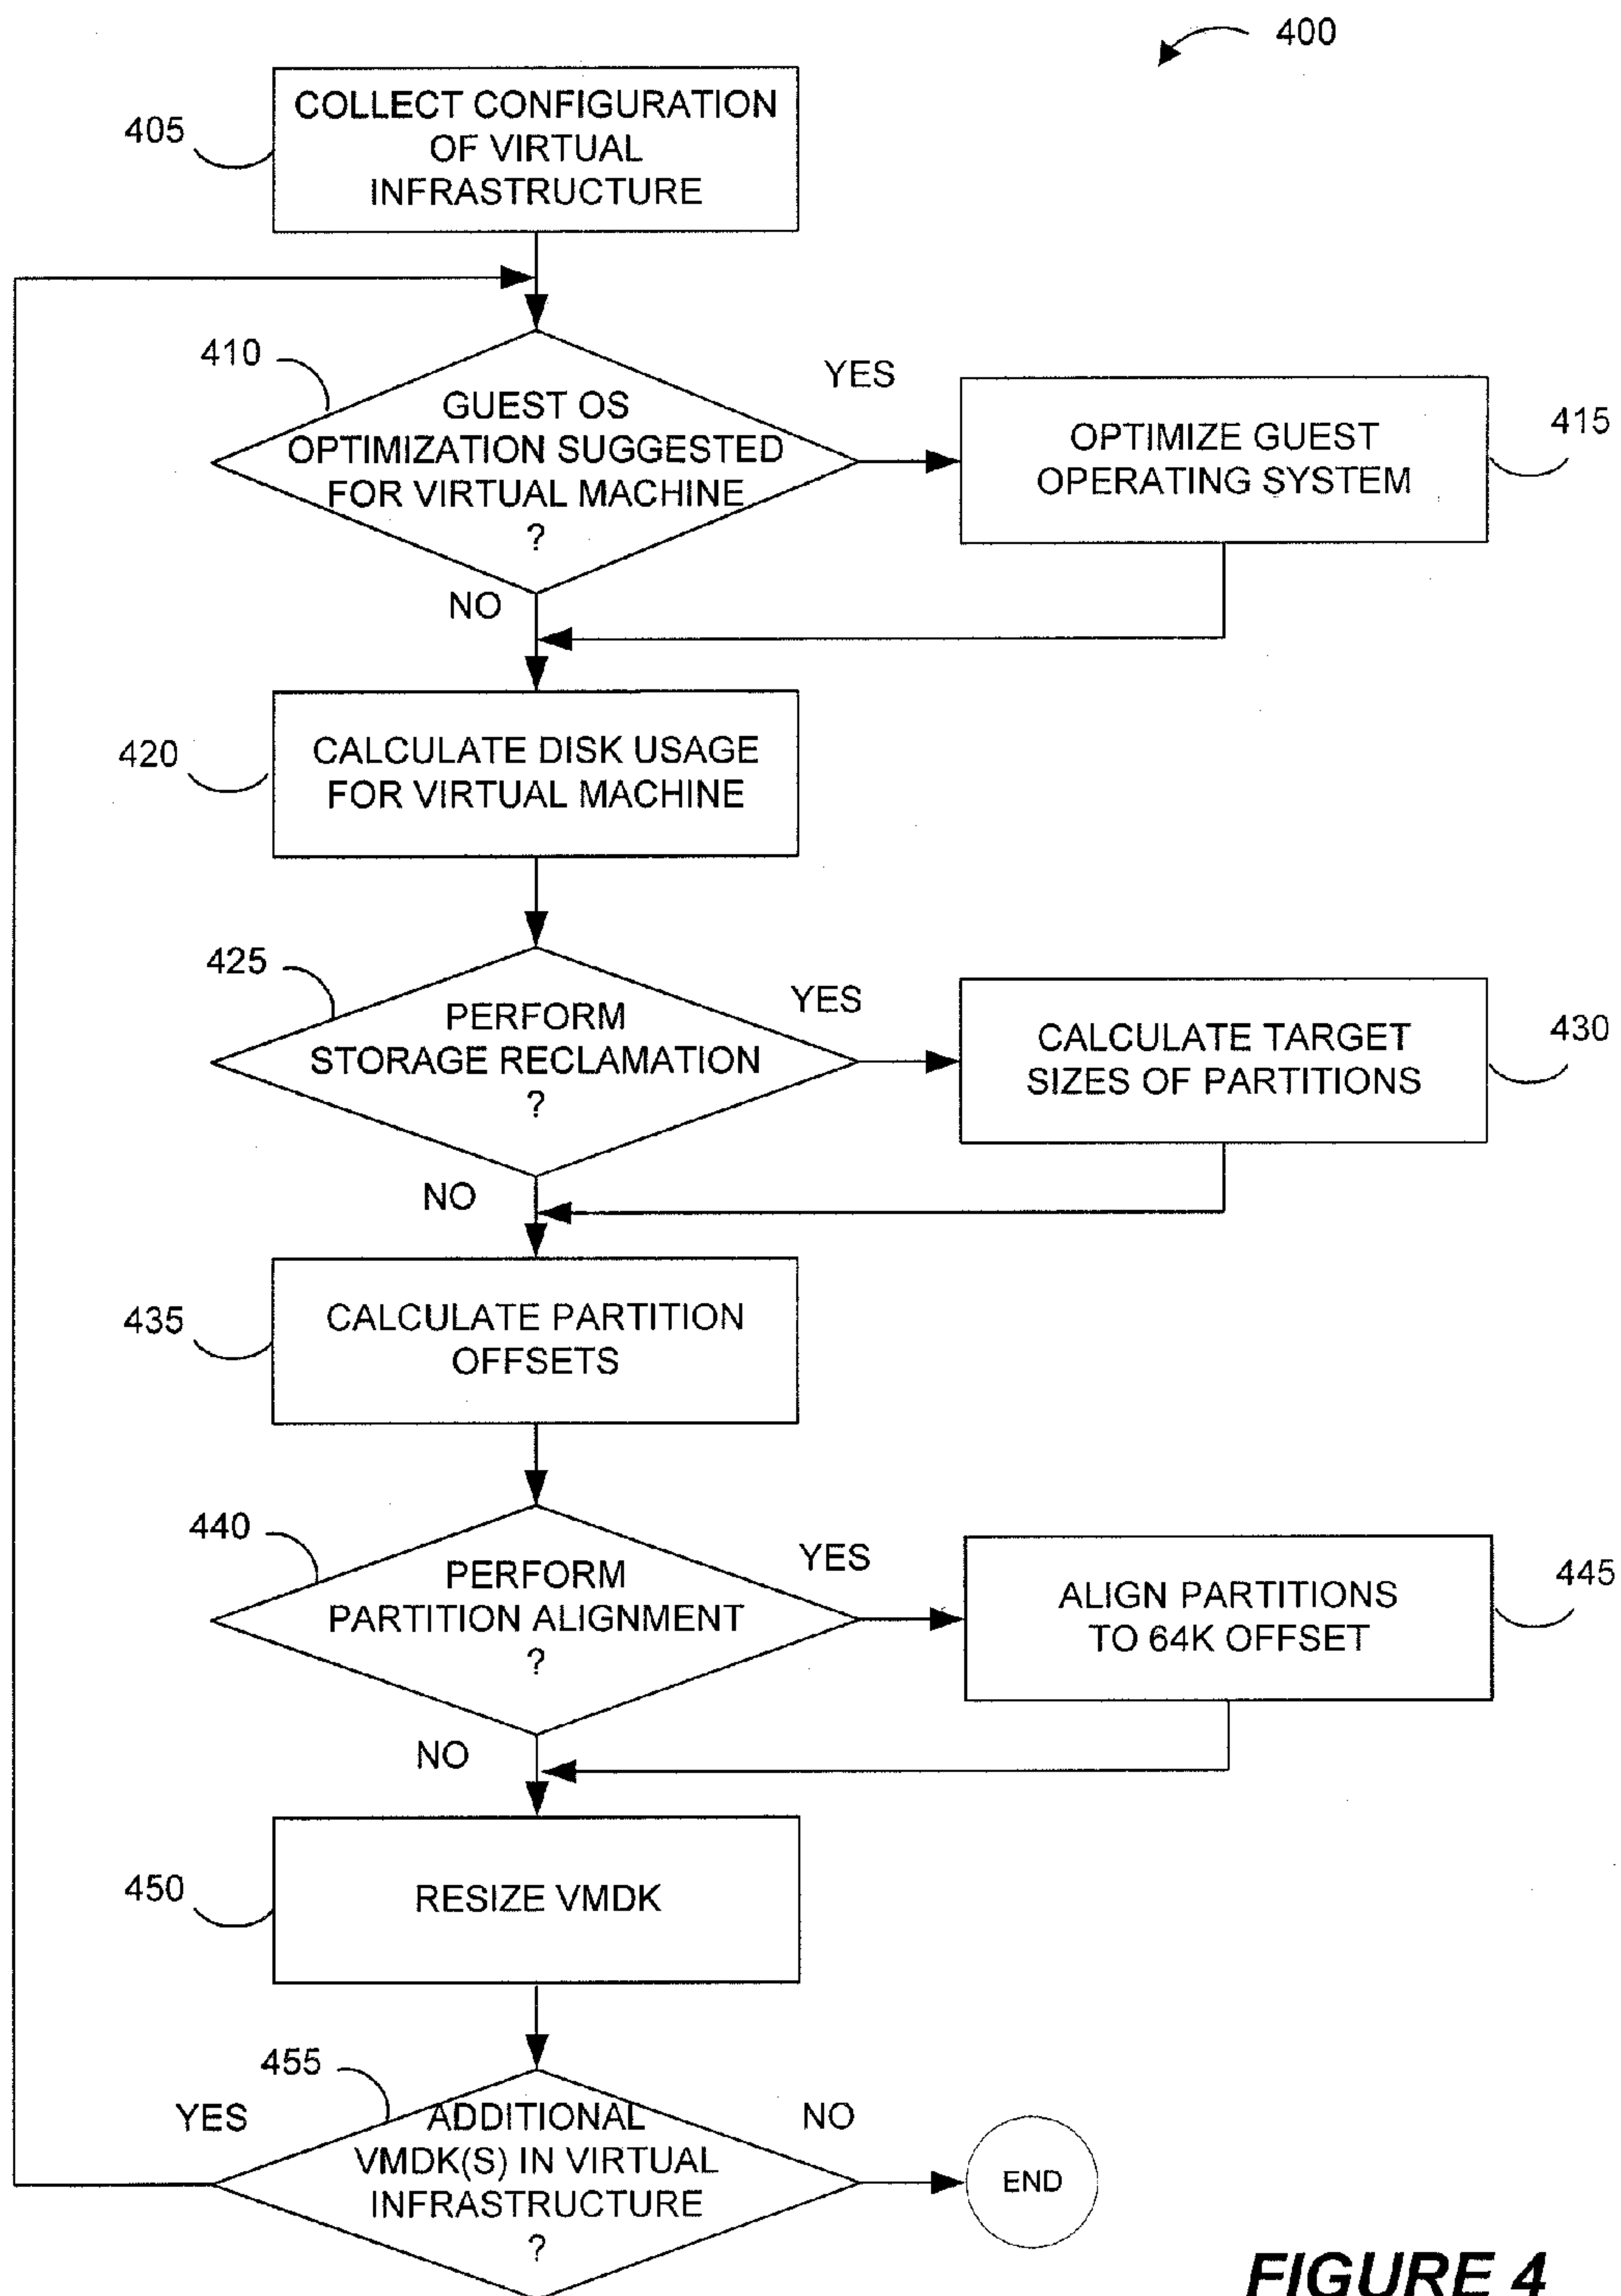 400
COLLECT CONFIGURATION
OF VIRTUAL
INFRASTRUCTURE
405
410
GUEST OS
OPTIMIZATION SUGGESTED
FOR VIRTUAL MACHINE
?
YES
NO
OPTIMIZE GUEST
OPERATING SYSTEM
415
420
CALCULATE DISK USAGE
FOR VIRTUAL MACHINE
425
PERFORM
STORAGE RECLAMATION
?
YES
NO
CALCULATE TARGET
SIZES OF PARTITIONS
430
435
CALCULATE PARTITION
OFFSETS
440
PERFORM
PARTITION ALIGNMENT
?
YES
NO
ALIGN PARTITIONS
TO 64K OFFSET
445
450
RESIZE VMDK
455
YES
ADDITIONAL
VMDK(S) IN VIRTUAL
INFRASTRUCTURE
?
NO
END
FIGURE 4